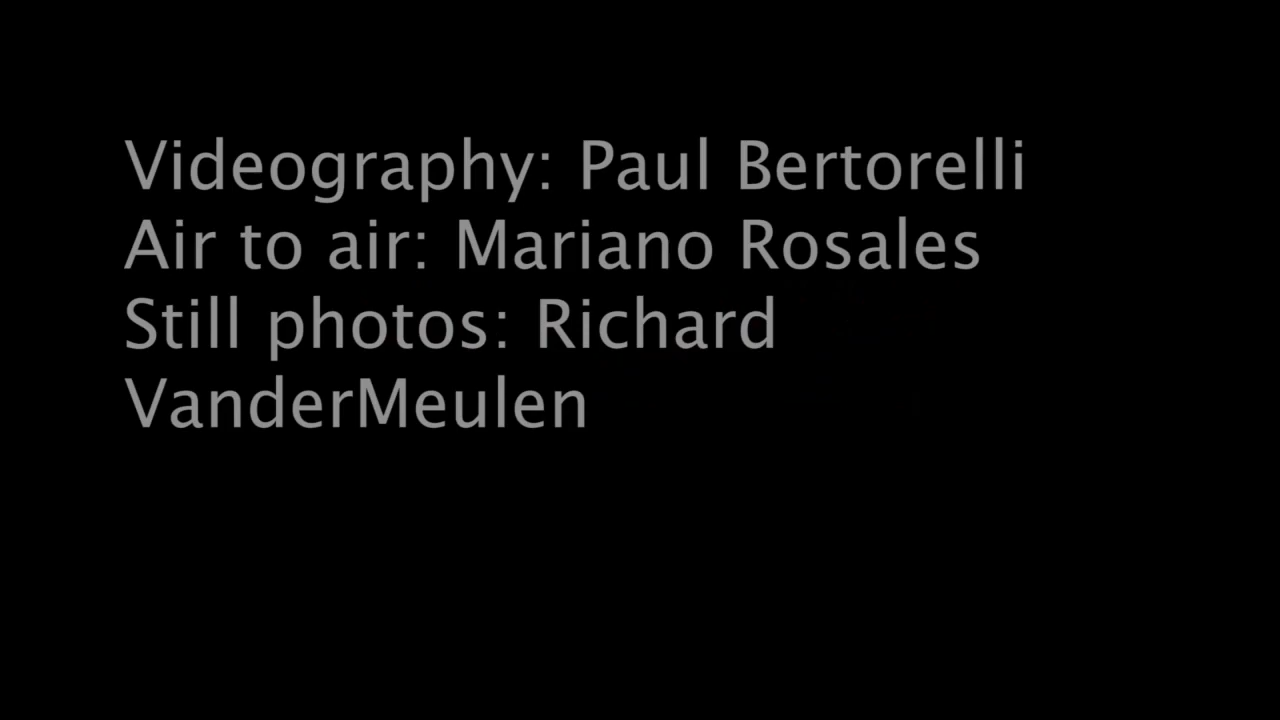 Videography: Paul Bertorelli
Air to air: Mariano Rosales
Still photos: Richard
VanderMeulen